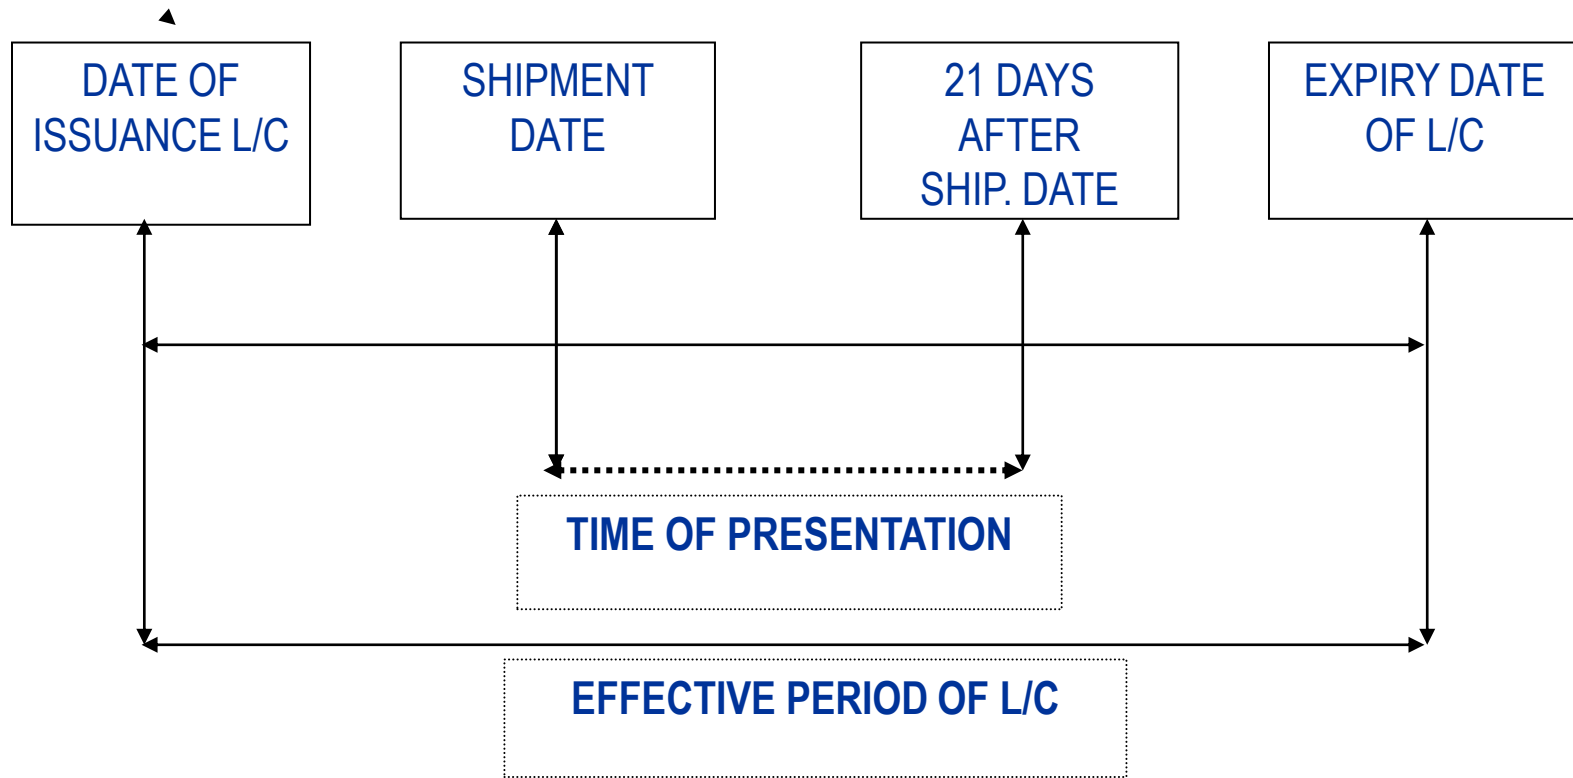 DATE OF
ISSUANCE L/C
SHIPMENT
DATE
21 DAYS
AFTER
SHIP. DATE
EXPIRY DATE
OF L/C
TIME OF PRESENTATION
EFFECTIVE PERIOD OF L/C